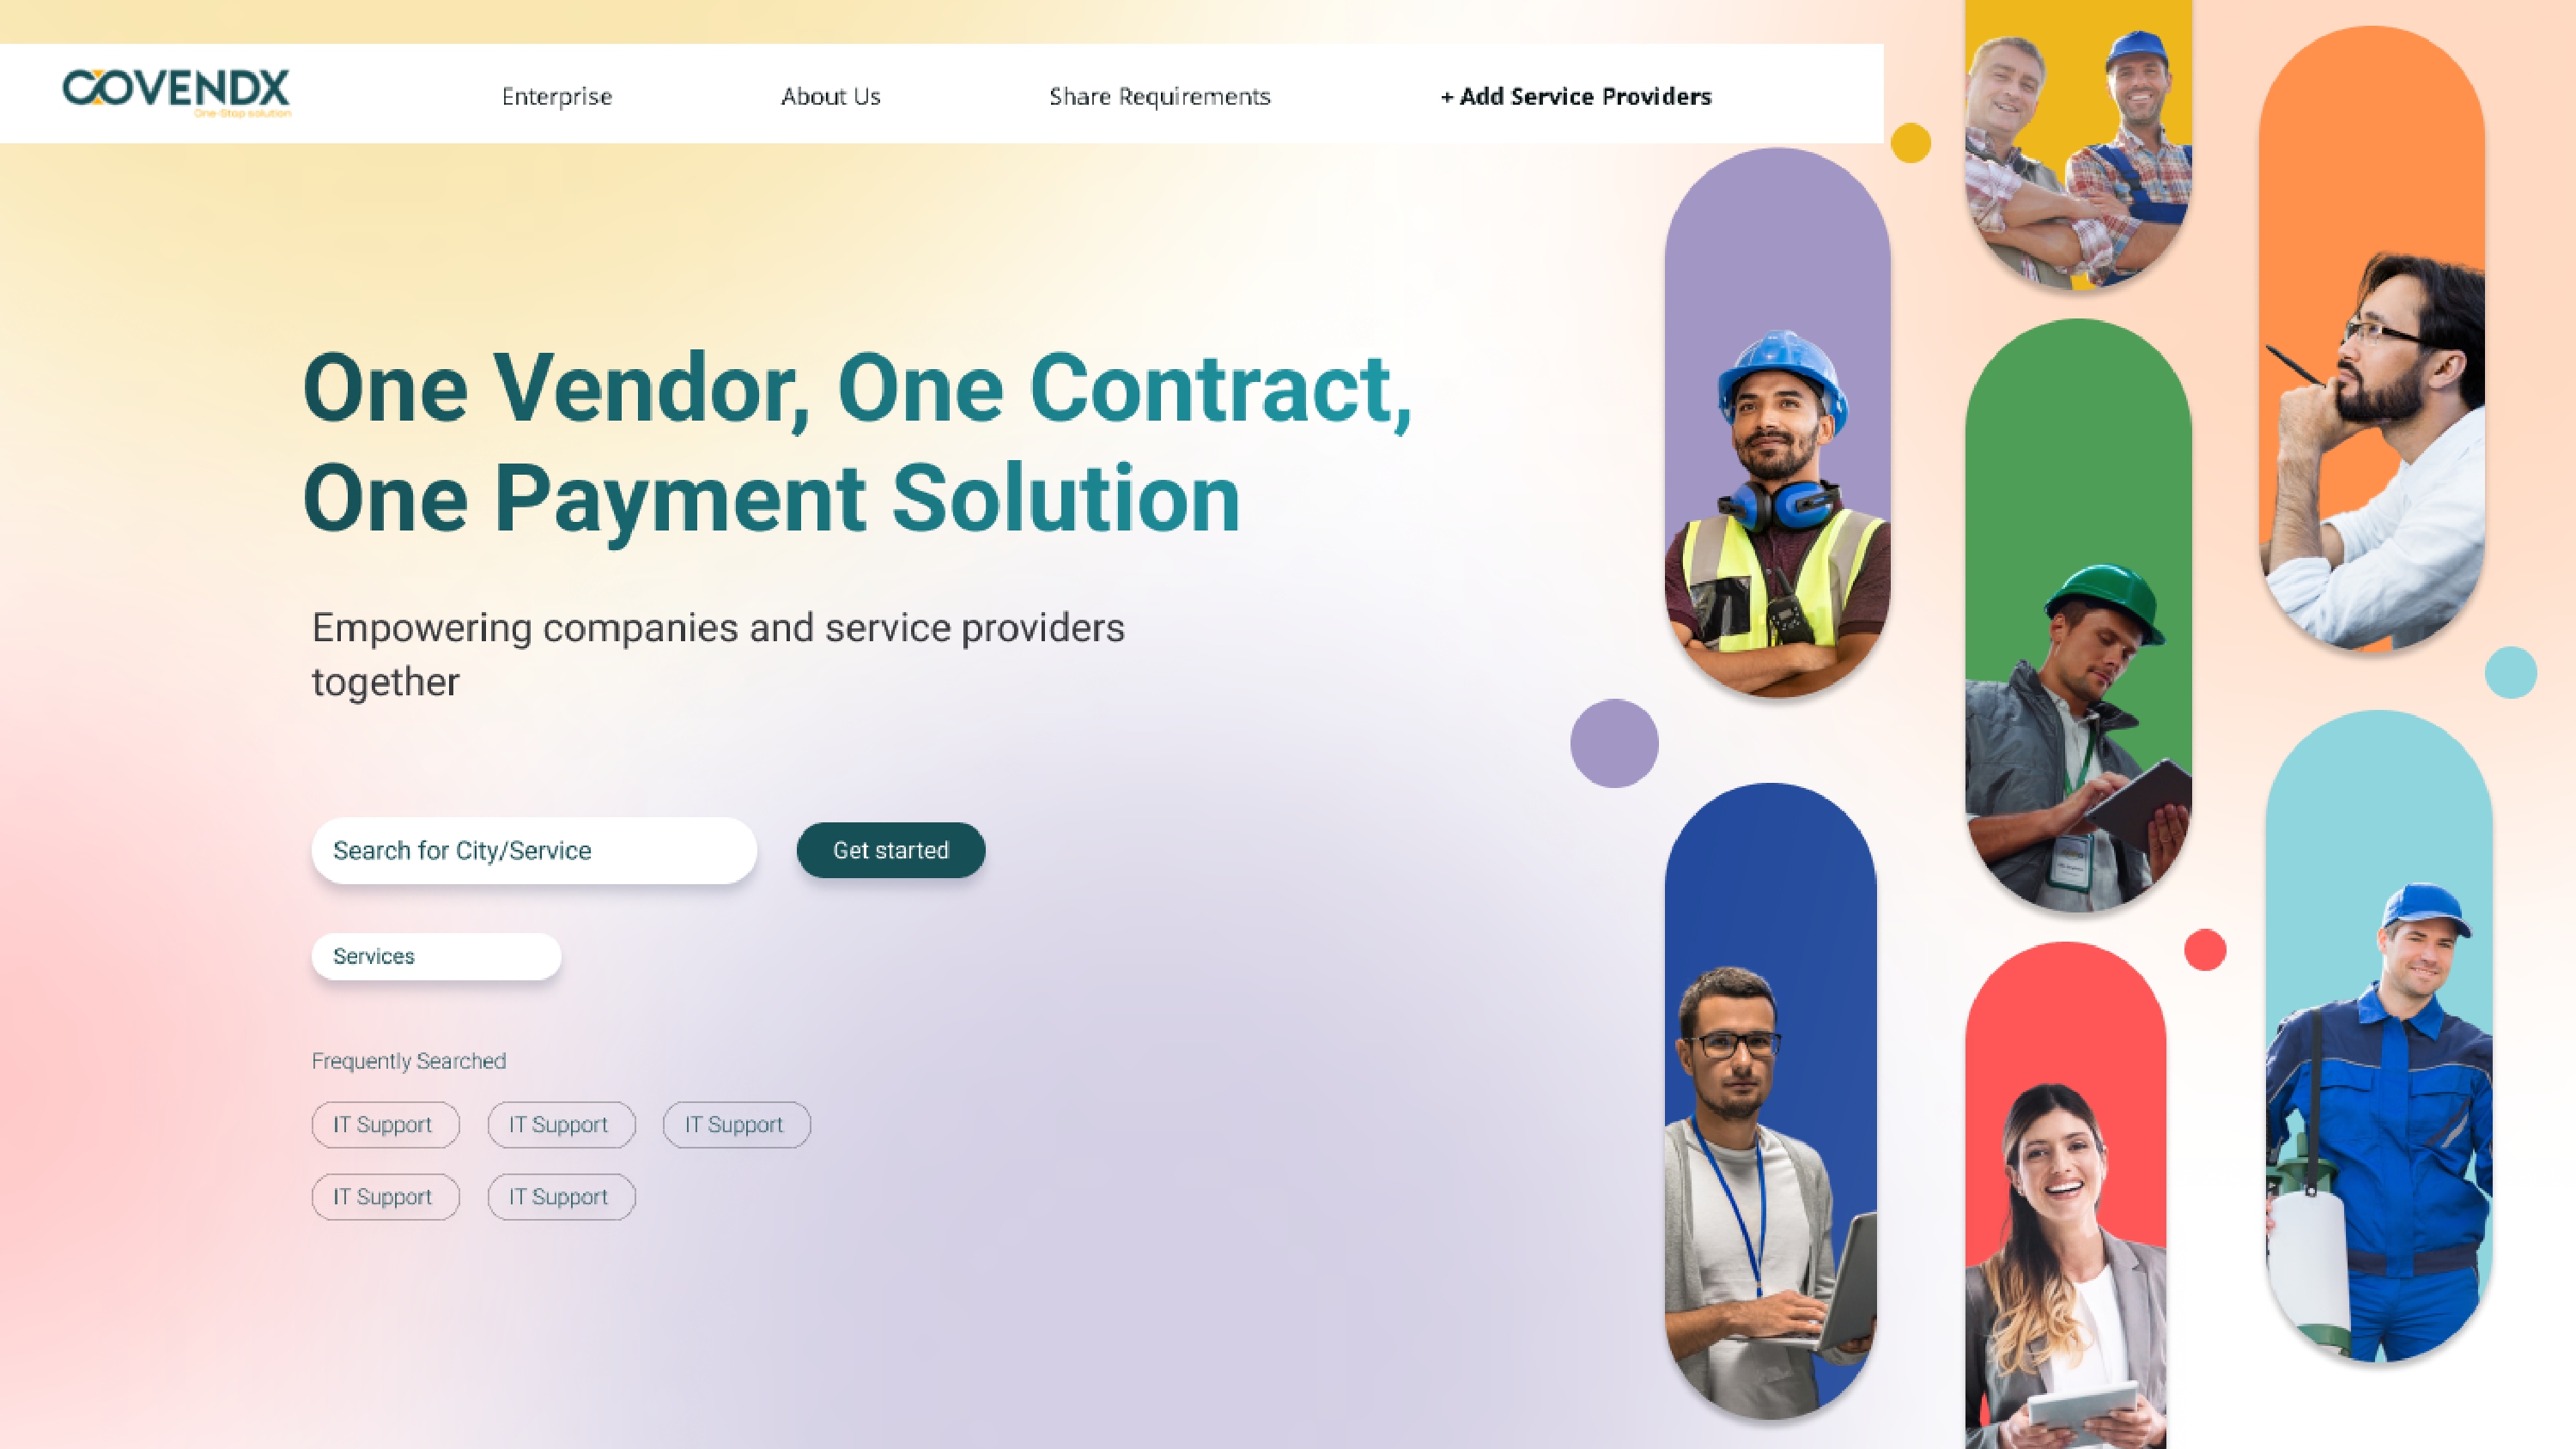 COVENDX
One-Stop solution
Enterprise
About Us
Share Requirements
+ Add Service Providers
One Vendor, One Contract,
One Payment Solution
Empowering companies and service providers
together
Search for City/Service
Get started
Services
Frequently Searched
IT Support
IT Support
IT Support
IT Support
IT Support